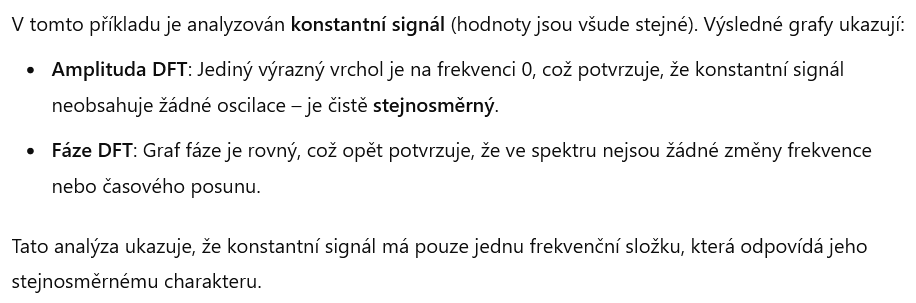 V tomto příkladu je analyzován konstantní signál (hodnoty jsou všude stejné). Výsledné grafy ukazují:
• Amplituda DFT: Jediný výrazný vrchol je na frekvenci 0, což potvrzuje, že konstantní signál
neobsahuje žádné oscilace – je čistě stejnosměrný.
• Fáze DFT: Graf fáze je rovný, což opět potvrzuje, že ve spektru nejsou žádné změny frekvence
nebo časového posunu.
Tato analýza ukazuje, že konstantní signál má pouze jednu frekvenční složku, která odpovídá jeho
stejnosměrnému charakteru.